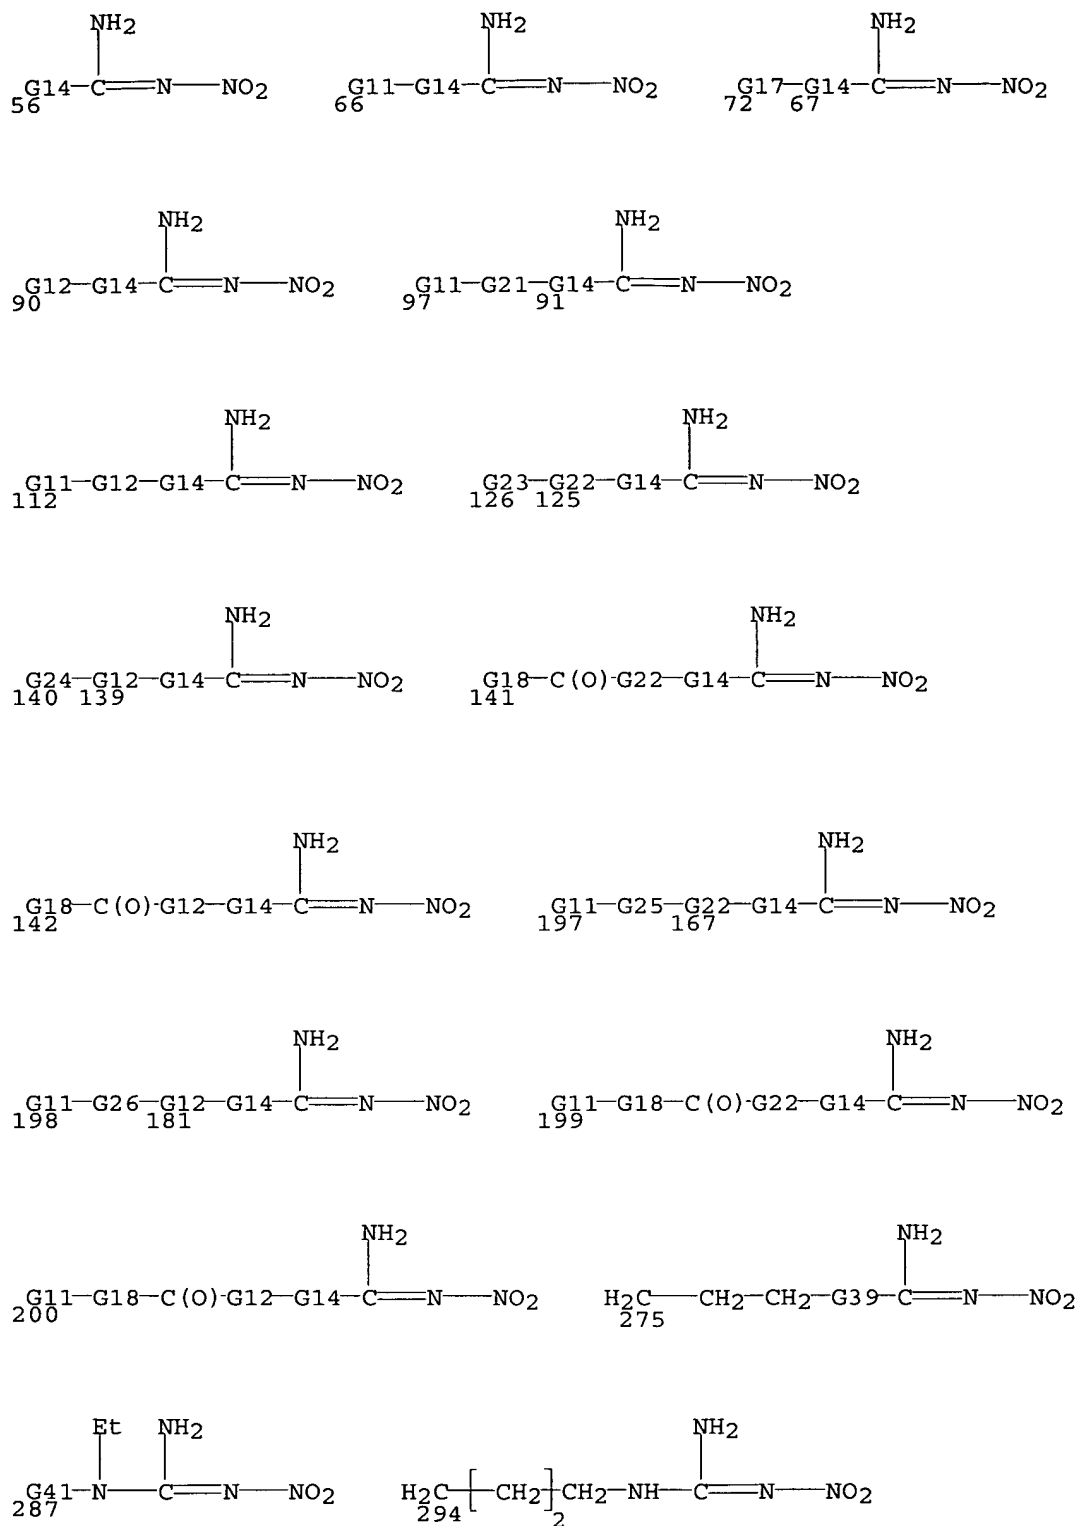 NH2 NH2 NH2
G14-C=N-NO2 G11-G14-C=N-NO2 G17-G14-C=N-NO2
56 66 72 67
NH2 NH2
G12-G14-C=N-NO2 G11-G21-G14-C=N-NO2
90 97 91
NH2 NH2
G11-G12-G14-C=N-NO2 G23-G22-G14-C=N-NO2
112 126 125
NH2 NH2
G24-G12-G14-C=N-NO2 G18-C(O)-G22-G14-C=N-NO2
140 139 141
NH2 NH2
G18-C(O)-G12-G14-C=N-NO2 G11-G25-G22-G14-C=N-NO2
142 197 167
NH2 NH2
G11-G26-G12-G14-C=N-NO2 G11-G18-C(O)-G22-G14-C=N-NO2
198 181 199
NH2 NH2
G11-G18-C(O)-G12-G14-C=N-NO2 H2C-CH2-CH2-G39-C=N-NO2
200 275
Et NH2 NH2
G41-N-C=N-NO2 H2C-[CH2]2-CH2-NH-C=N-NO2
287 294